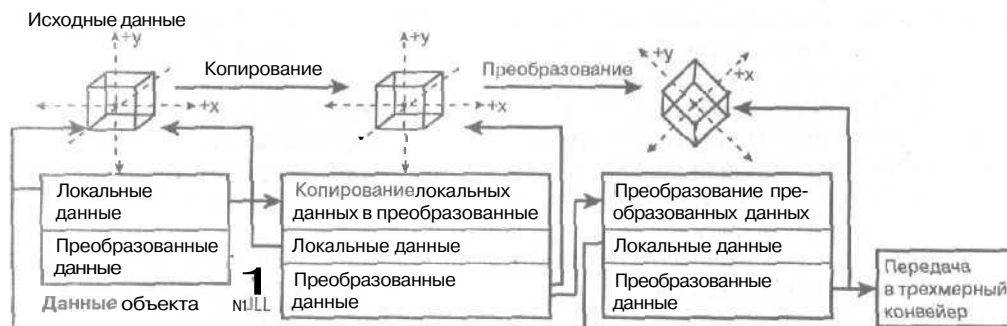 Исходные данные
+y
+x
Копирование
+y
+x
Преобразование
+y
+x
Локальные
данные
Преобразованные
данные
Данные объекта
1
N1JLL
Копирование локальных
данных в преобразованные
Локальные данные
Преобразованные
данные
Преобразование пре-
образованных данных
Локальные данные
Преобразованные
данные
Передача
в трехмерный
конвейер